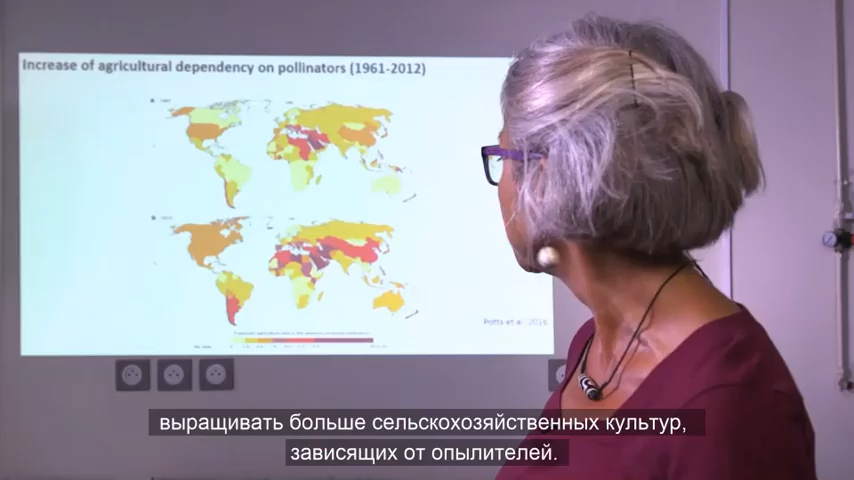 Increase of agricultural dependency on pollinators (1961-2012)
Potts et al. 2016
выращивать больше сельскохозяйственных культур,
зависящих от опылителей.